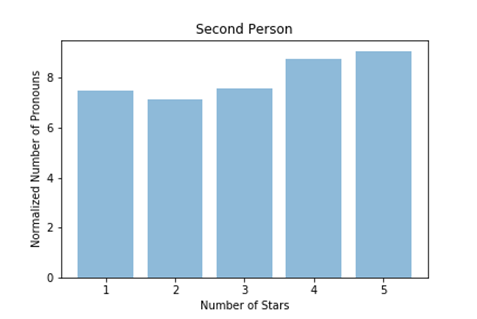 Second Person
Normalized Number of Pronouns
8
6
4
2
0
1 2 3 4 5
Number of Stars